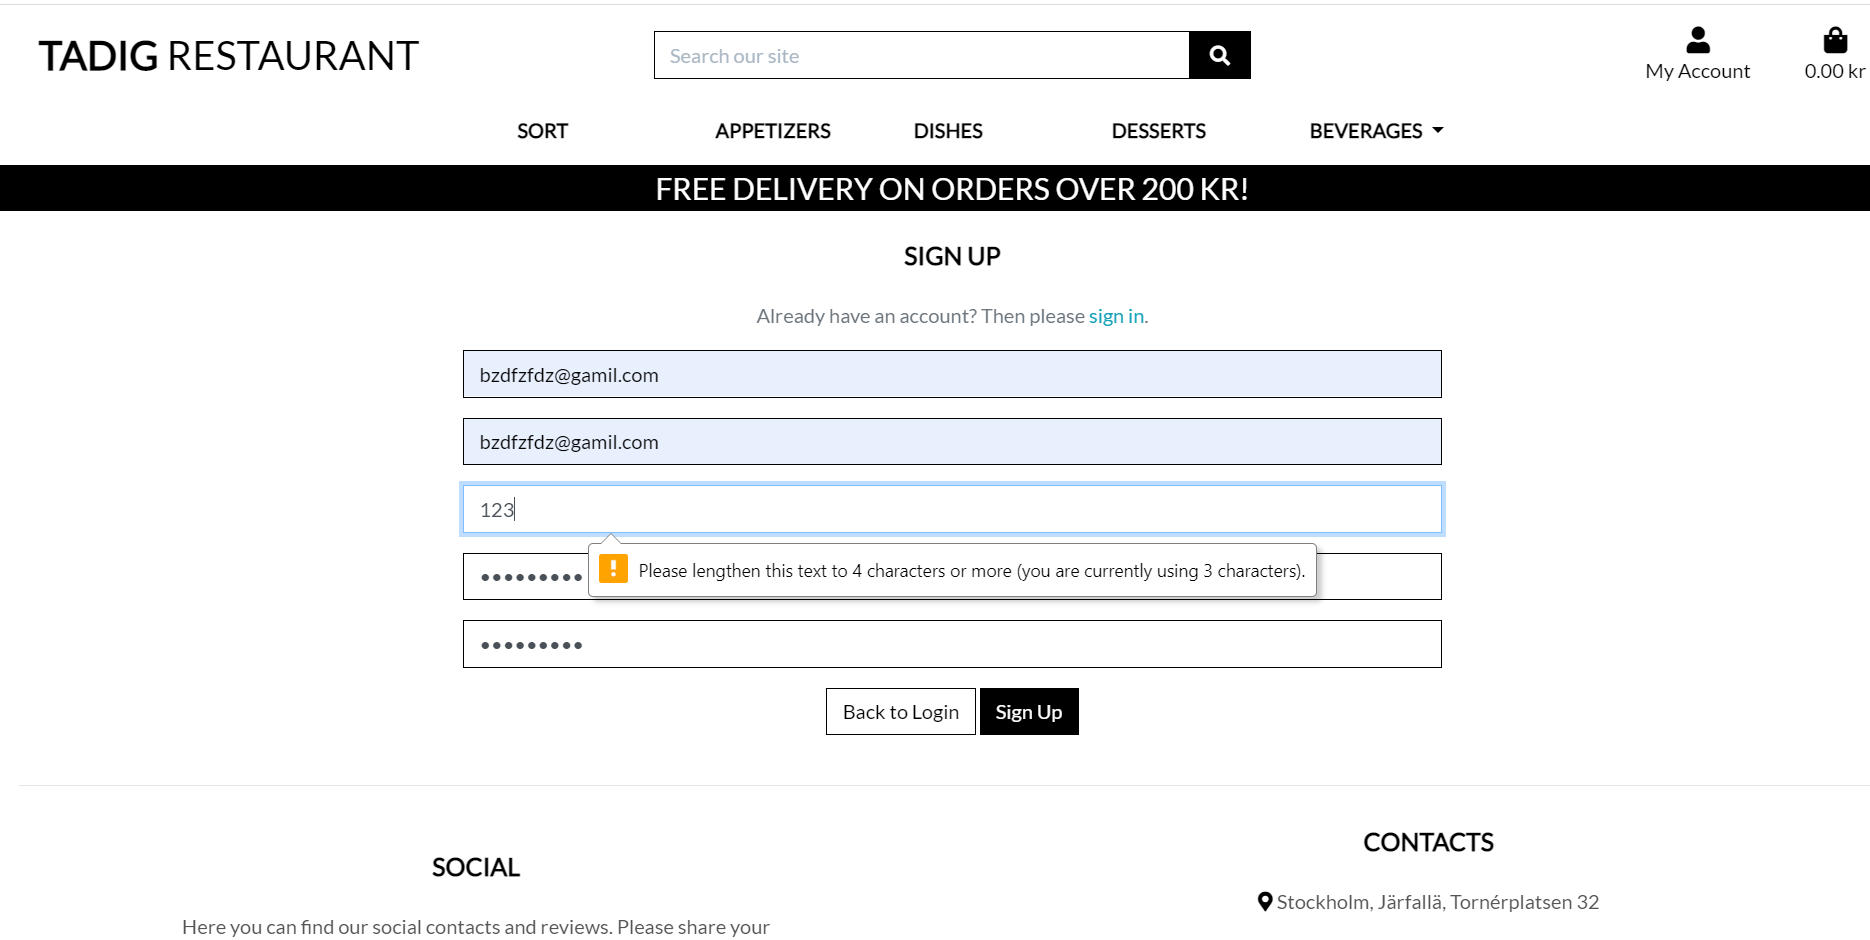 TADIG RESTAURANT
Search our site
My Account
0.00 kr
SORT
APPETIZERS
DISHES
DESSERTS
BEVERAGES
FREE DELIVERY ON ORDERS OVER 200 KR!
SIGN UP
Already have an account? Then please sign in.
bzdfzfdz@gamil.com
bzdfzfdz@gamil.com
123
Please lengthen this text to 4 characters or more (you are currently using 3 characters).
•••••••••
•••••••••
Back to Login
Sign Up
SOCIAL
Here you can find our social contacts and reviews. Please share your
CONTACTS
Stockholm, Järfallä, Tornérplatsen 32